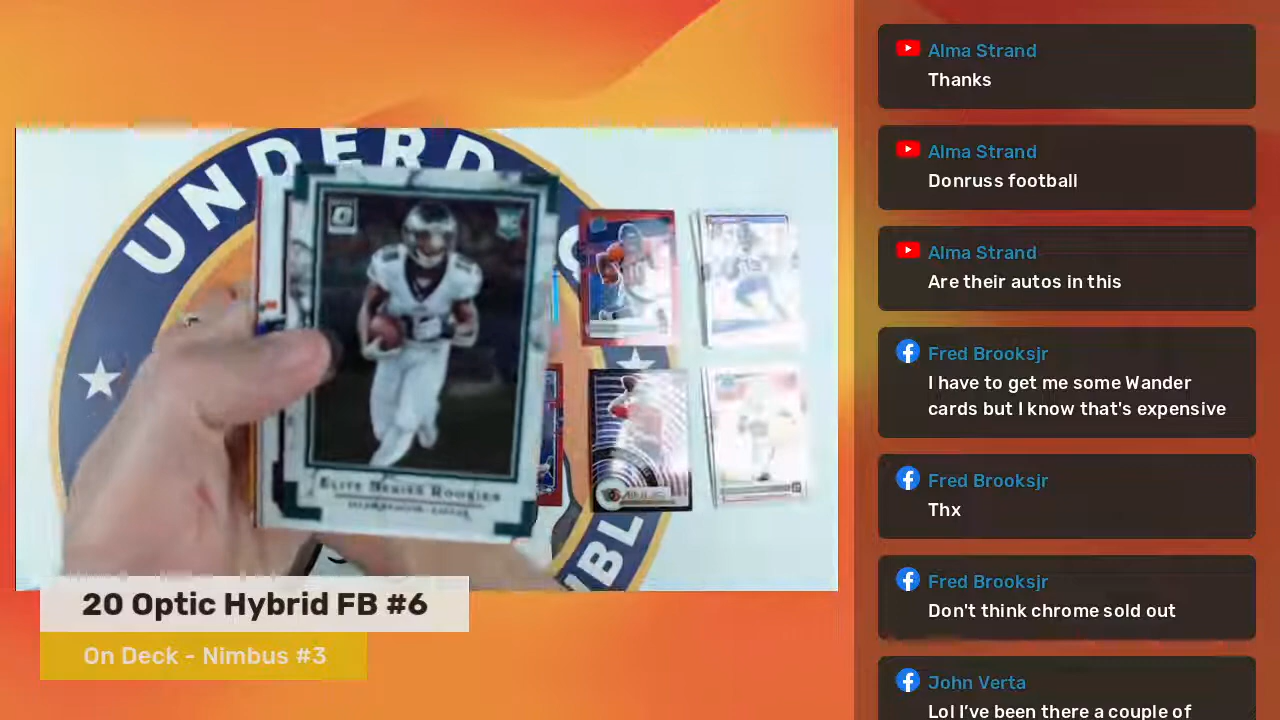 UNDERD
BL
ELITE SERIES ROOKIES
20 Optic Hybrid FB #6
On Deck - Nimbus #3
Alma Strand
Thanks
Alma Strand
Donruss football
Alma Strand
Are their autos in this
Fred Brooksjr
I have to get me some Wander
cards but I know that's expensive
Fred Brooksjr
Thx
Fred Brooksjr
Don't think chrome sold out
John Verta
Lol I've been there a couple of